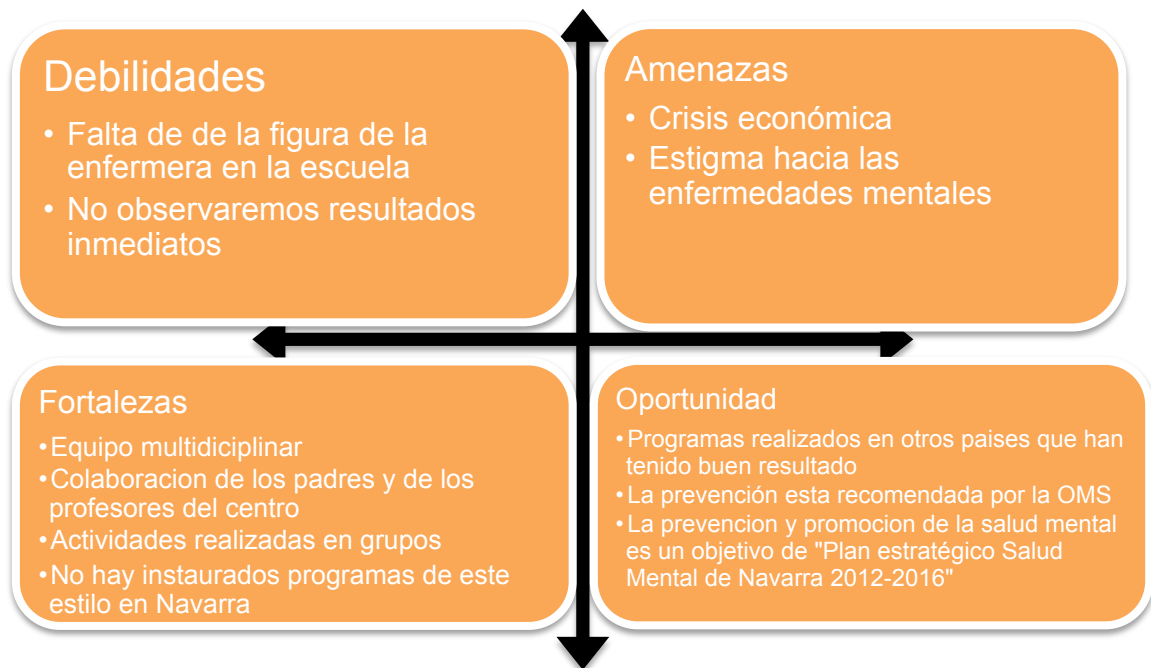 Debilidades
• Falta de de la figura de la
enfermera en la escuela
• No observaremos resultados
inmediatos
Amenazas
• Crisis económica
• Estigma hacia las
enfermedades mentales
Fortalezas
•Equipo multidiciplinar
•Colaboracion de los padres y de los
profesores del centro
•Actividades realizadas en grupos
•No hay instaurados programas de este
estilo en Navarra
Oportunidad
•Programas realizados en otros paises que han
tenido buen resultado
•La prevención esta recomendada por la OMS
•La prevencion y promocion de la salud mental
es un objetivo de "Plan estratégico Salud
Mental de Navarra 2012-2016"